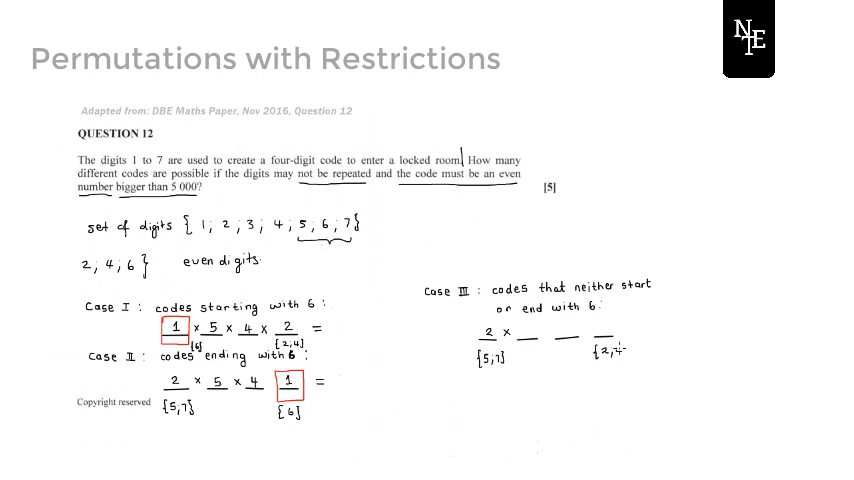 NTE
Permutations with Restrictions
Adapted from: DBE Maths Paper, Nov 2016, Question 12
QUESTION 12
The digits 1 to 7 are used to create a four-digit code to enter a locked room. How many
different codes are possible if the digits may not be repeated and the code must be an even
number bigger than 5 000?
[5]
set of digits { 1; 2; 3; 4; 5; 6; 7}
2; 4; 6 } even digits.
Case I : codes starting with 6 :
1 × 5 × 4 × 2 =
[6] [2;4]
Case II : codes ending with 6 :
2 × 5 × 4 1 =
{5;7} {6]
Copyright reserved
Case III : codes that neither start
or end with 6:
2 ×
{5;7} {2;4